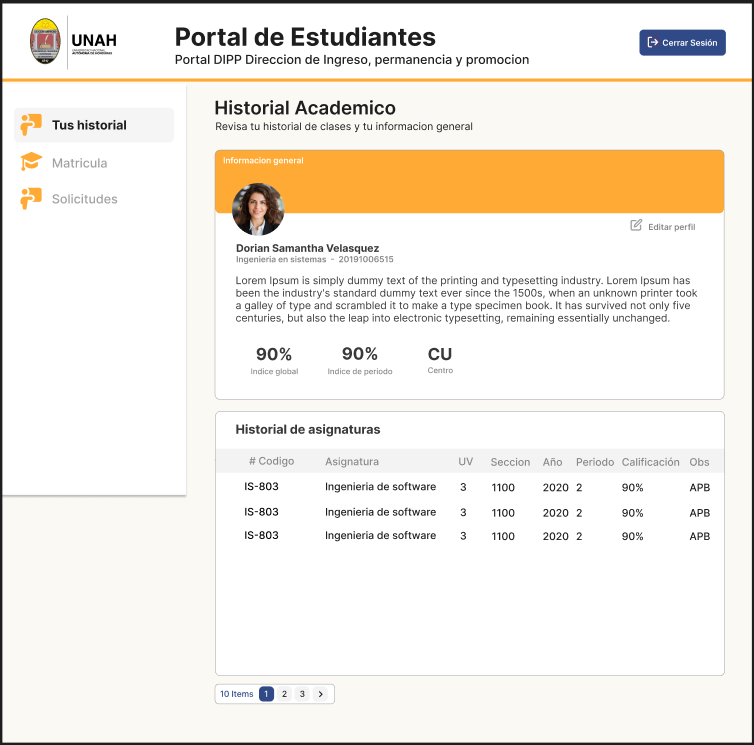 UNAH
UNIVERSIDAD NACIONAL
AUTÓNOMA DE HONDURAS
Portal de Estudiantes
Portal DIPP Direccion de Ingreso, permanencia y promocion
Cerrar Sesión
Tus historial
Matricula
Solicitudes
Historial Academico
Revisa tu historial de clases y tu informacion general
Informacion general
Editar perfil
Dorian Samantha Velasquez
Ingenieria en sistemas - 20191006515
Lorem Ipsum is simply dummy text of the printing and typesetting industry. Lorem Ipsum has
been the industry's standard dummy text ever since the 1500s, when an unknown printer took
a galley of type and scrambled it to make a type specimen book. It has survived not only five
centuries, but also the leap into electronic typesetting, remaining essentially unchanged.
90% 90% CU
Indice global Indice de periodo Centro
Historial de asignaturas
# Codigo Asignatura UV Seccion Año Periodo Calificación Obs
IS-803 Ingenieria de software 3 1100 2020 2 90% APB
IS-803 Ingenieria de software 3 1100 2020 2 90% APB
IS-803 Ingenieria de software 3 1100 2020 2 90% APB
10 Items 1 2 3 >